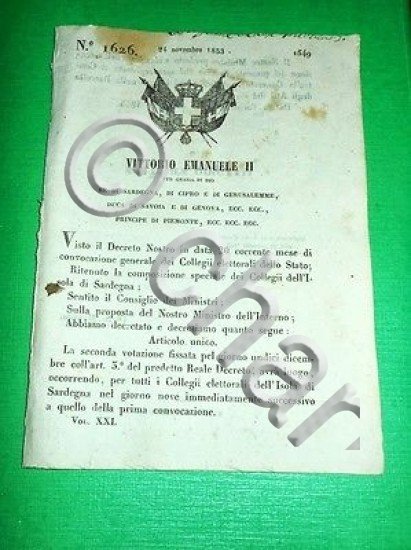 N.º 1626.
24 novembre 1853
1549
VITTORIO EMANUELE II
PER GRAZIA DI DIO
RE DI SARDEGNA, DI CIPRO E DI GERUSALEMME,
DUCA DI SAVOIA E DI GENOVA, ECC. ECC.,
PRINCIPE DI PIEMONTE, ECC. ECC. ECC.
Visto il Decreto Nostro in data 20 corrente mese di
convocazione generale dei Collegii elettorali dello Stato;
Ritenuto la composizione speciale dei Collegii dell'I-
sola di Sardegna;
Sentito il Consiglio dei Ministri;
Sulla proposta del Nostro Ministro dell'Interno;
Abbiamo decretato e decretiamo quanto segue:
Articolo unico.
La seconda votazione fissata pel giorno undici dicem-
bre coll'art. 5.º del predetto Reale Decreto, avrà luogo,
occorrendo, per tutti i Collegii elettorali dell'Isola di
Sardegna nel giorno nove immediatamente successivo
a quello della prima convocazione.
Vol. XXI.
© charta